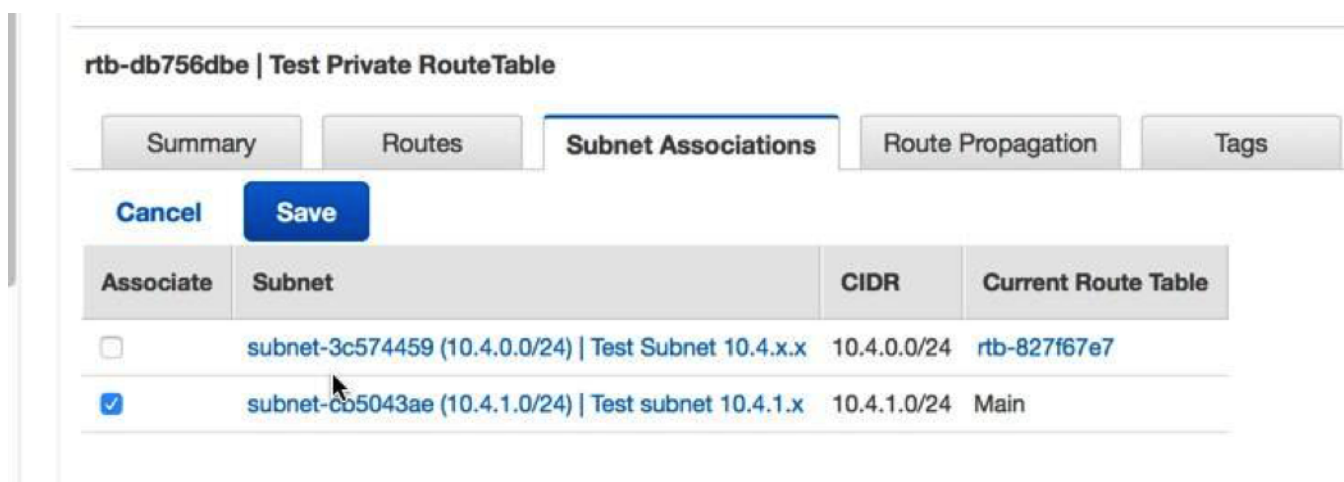 rtb-db756dbe | Test Private RouteTable
Summary Routes Subnet Associations Route Propagation Tags
Cancel Save
Associate Subnet CIDR Current Route Table
subnet-3c574459 (10.4.0.0/24) | Test Subnet 10.4.x.x 10.4.0.0/24 rtb-827f67e7
subnet-cb5043ae (10.4.1.0/24) | Test subnet 10.4.1.x 10.4.1.0/24 Main